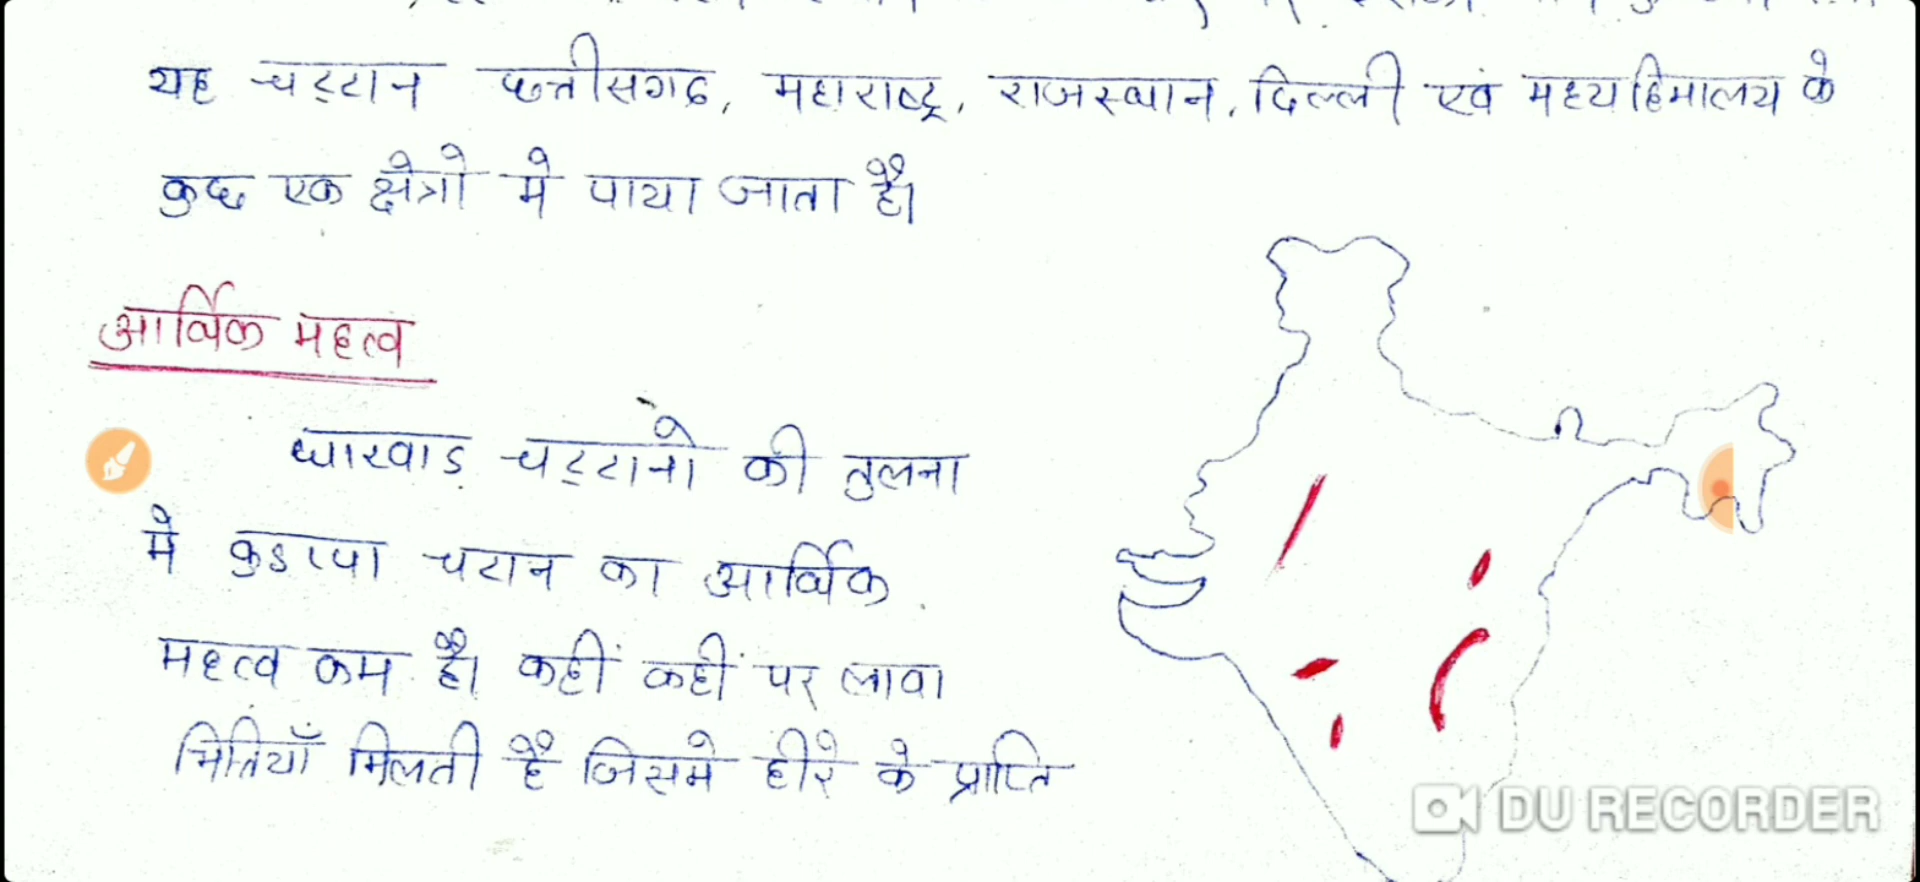 यह चट्टान छत्तीसगढ, महाराष्ट्र, राजस्थान, दिल्ली एवं मध्य हिमालय के
कुछ एक क्षेत्रो मे पाया जाता है।
आर्थिक महत्व
धारवाड़ चट्टानो की तुलना
मे कुडप्पा चटान का आर्थिक
महत्व कम है। कहीं कहीं पर लावा
भित्तियाँ मिलती है जिसमे हीरे के प्राप्ति
DU RECORDER